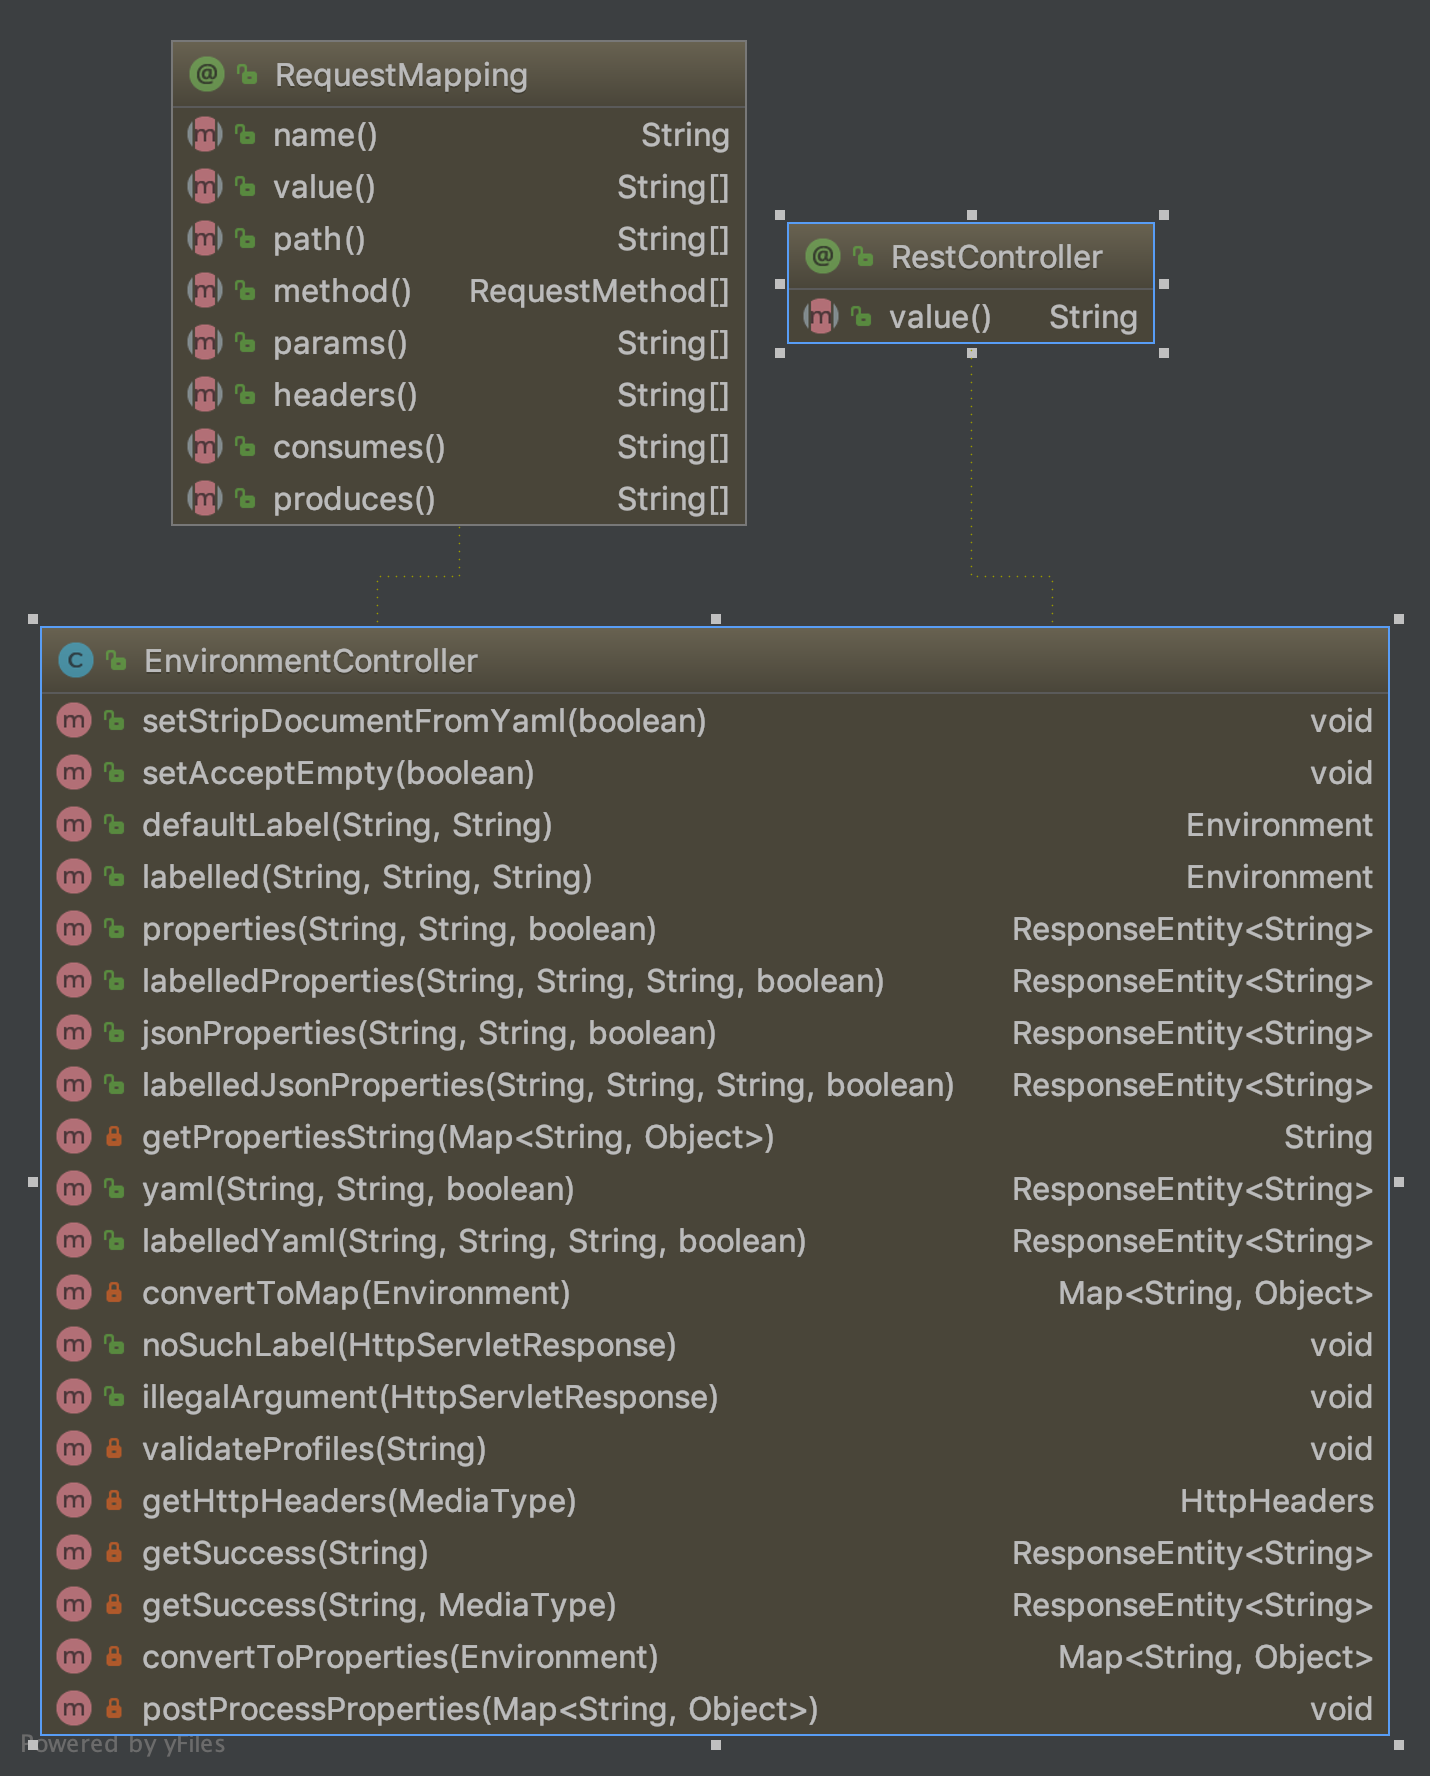 RequestMapping
name() String
value() String[]
path() String[]
method() RequestMethod[]
params() String[]
headers() String[]
consumes() String[]
produces() String[]
RestController
value() String
EnvironmentController
setStripDocumentFromYaml(boolean) void
setAcceptEmpty(boolean) void
defaultLabel(String, String) Environment
labelled(String, String, String) Environment
properties(String, String, boolean) ResponseEntity<String>
labelledProperties(String, String, String, boolean) ResponseEntity<String>
jsonProperties(String, String, boolean) ResponseEntity<String>
labelledJsonProperties(String, String, String, boolean) ResponseEntity<String>
getPropertiesString(Map<String, Object>) String
yaml(String, String, boolean) ResponseEntity<String>
labelledYaml(String, String, String, boolean) ResponseEntity<String>
convertToMap(Environment) Map<String, Object>
noSuchLabel(HttpServletResponse) void
illegalArgument(HttpServletResponse) void
validateProfiles(String) void
getHttpHeaders(MediaType) HttpHeaders
getSuccess(String) ResponseEntity<String>
getSuccess(String, MediaType) ResponseEntity<String>
convertToProperties(Environment) Map<String, Object>
postProcessProperties(Map<String, Object>) void
Powered by yFiles